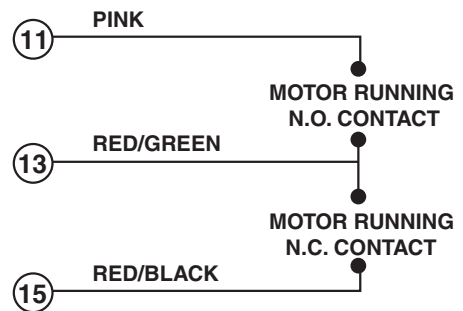 PINK
11
MOTOR RUNNING
N.O. CONTACT
RED/GREEN
13
MOTOR RUNNING
N.C. CONTACT
RED/BLACK
15